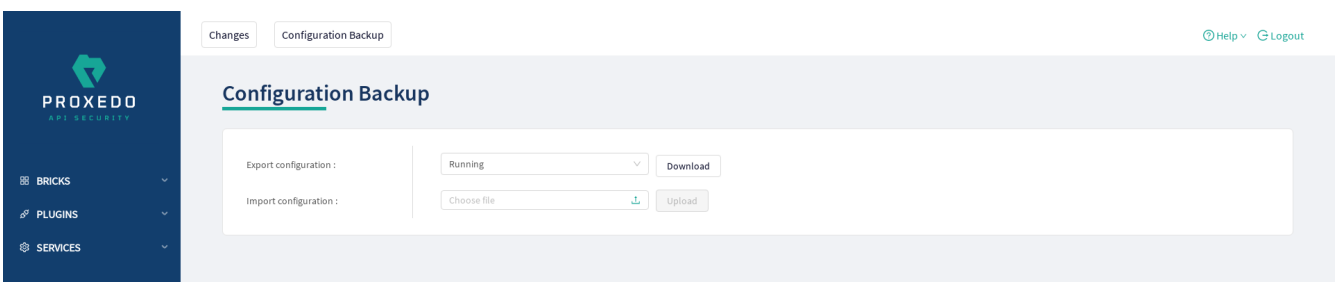 Changes
Configuration Backup
Help
Logout
PROXEDO
API SECURITY
BRICKS
PLUGINS
SERVICES
Configuration Backup
Export configuration :
Running
Download
Import configuration :
Choose file
Upload